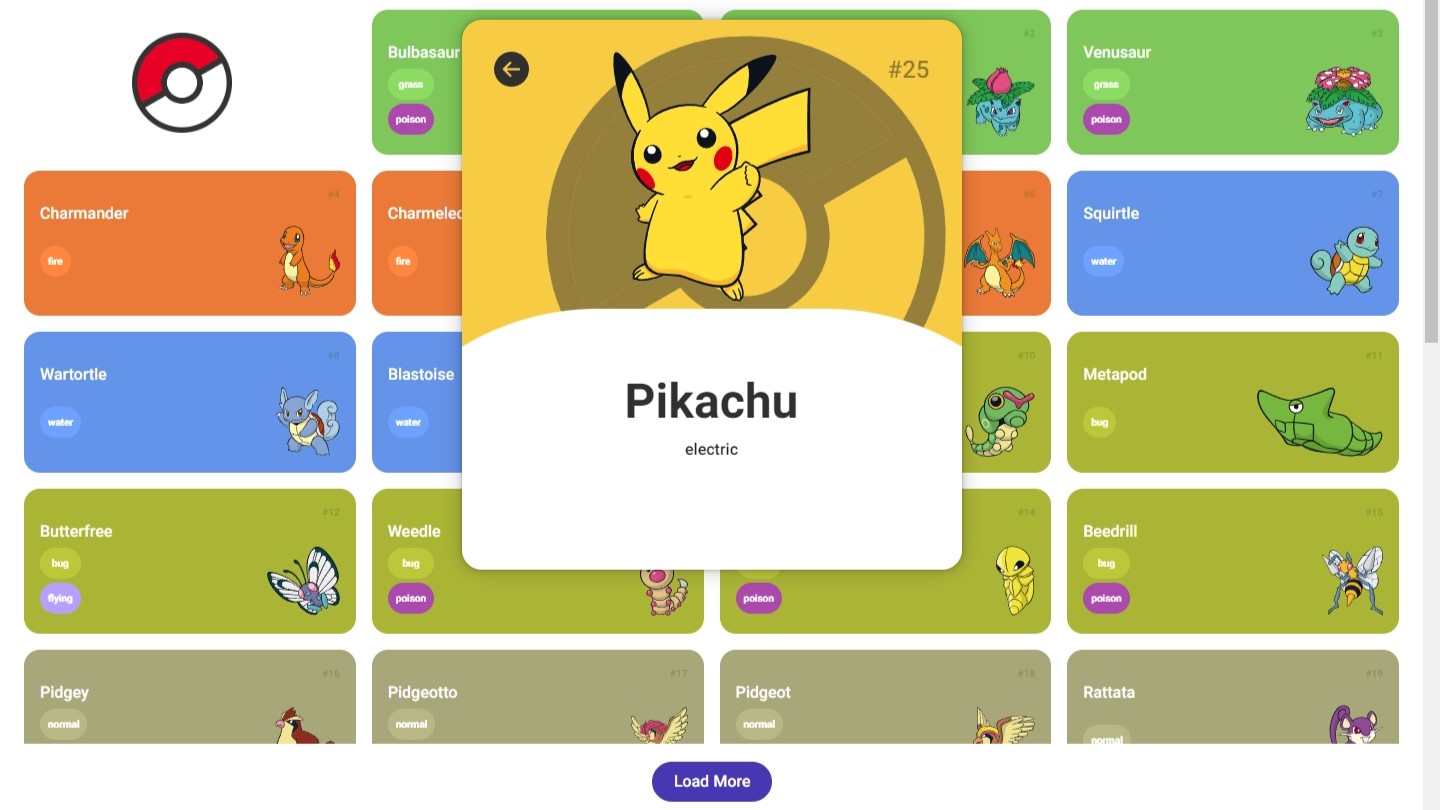 #25
Pikachu
electric
Bulbasaur
grass
poison
#2
#3
Venusaur
grass
poison
#4
Charmander
fire
Charmelec
fire
#6
#7
Squirtle
water
#8
Wartortle
water
Blastoise
water
#10
#11
Metapod
bug
#12
Butterfree
bug
flying
Weedle
bug
poison
#14
poison
#15
Beedrill
bug
poison
#16
Pidgey
normal
#17
Pidgeotto
normal
#18
Pidgeot
normal
#19
Rattata
normal
Load More